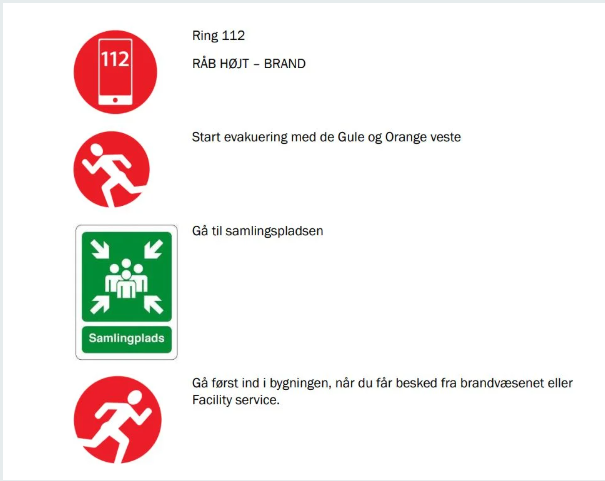 112
Ring 112
RÅB HØJT – BRAND
Start evakuering med de Gule og Orange veste
Gå til samlingspladsen
Samlingplads
Gå først ind i bygningen, når du får besked fra brandvæsenet eller
Facility service.